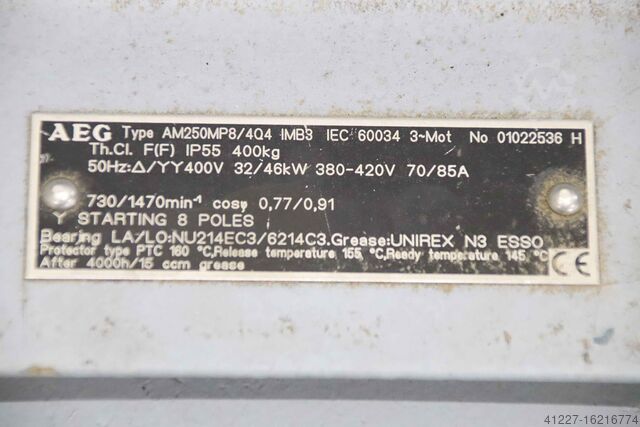 AEG Type AM250MP8/4Q4 IMB3 IEC 60034 3~Mot No 01022536 H
Th.Cl. F(F) IP55 400kg
50Hz:Δ/YY400V 32/46kW 380-420V 70/85A
730/1470min⁻¹ cosφ 0,77/0,91
Y STARTING 8 POLES
Bearing LA/LO:NU214EC3/6214C3.Grease:UNIREX N3 ESSO
Protector type PTC 160 °C,Release temperature 155 °C,Ready temperature 145 °C
After 4000h/15 ccm grease
CE
41227-16216774